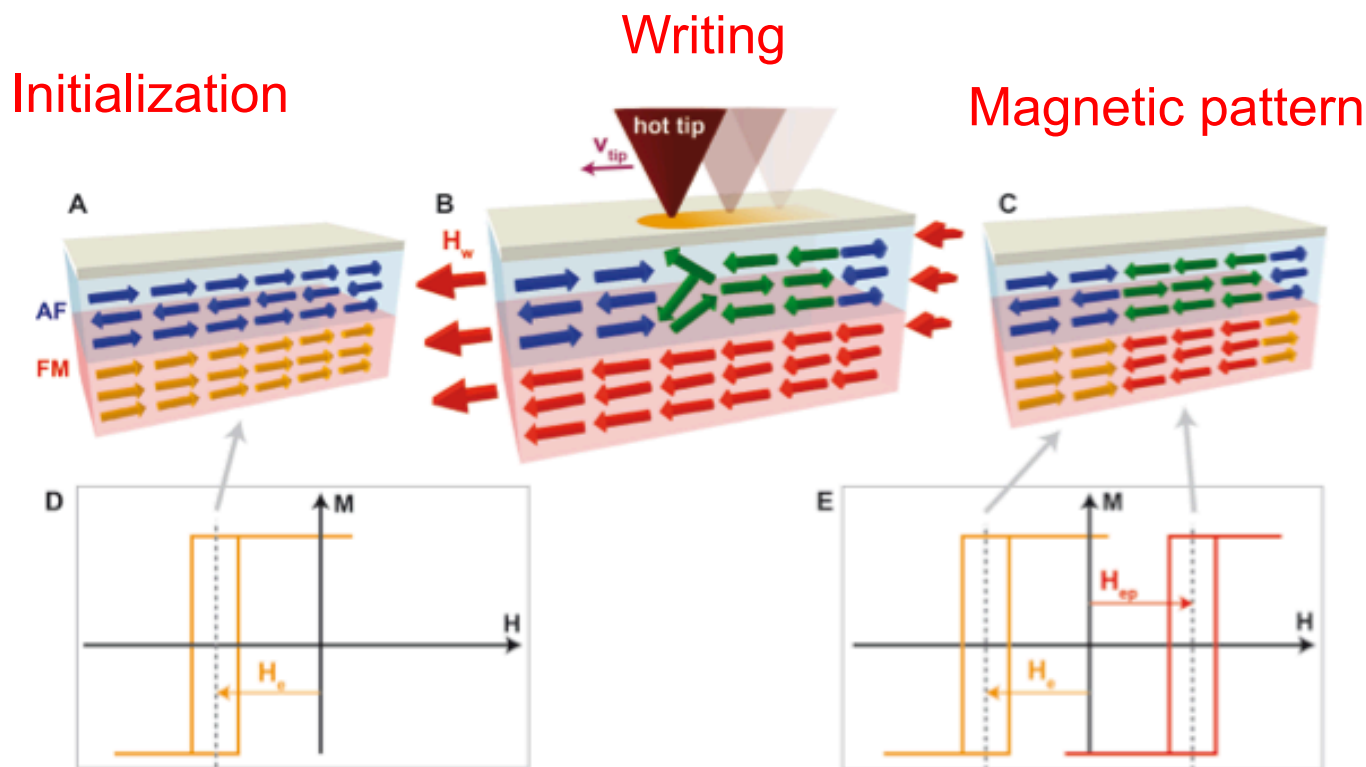 Writing
Initialization
Magnetic pattern
hot tip
v_tip
A
B
C
H_w
AF
FM
D
M
H
H_e
E
M
H_ep
H
H_e